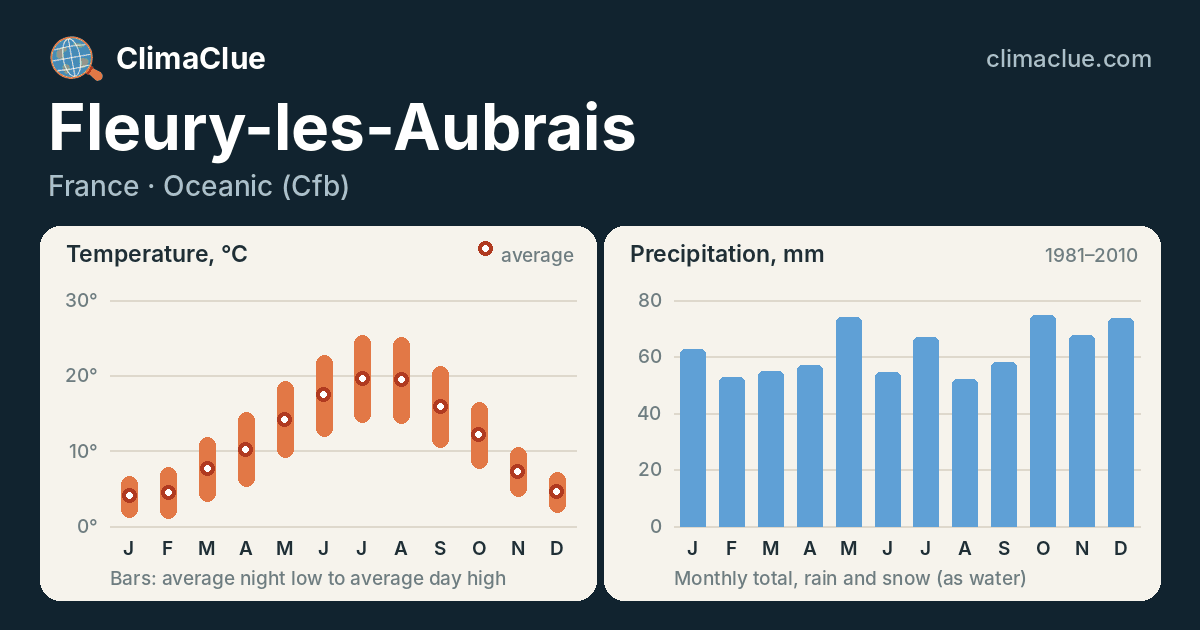 ClimaClue
climaclue.com
Fleury-les-Aubrais
France · Oceanic (Cfb)
Temperature, °C
average
30°
20°
10°
0°
J F M A M J J A S O N D
Bars: average night low to average day high
Precipitation, mm
1981–2010
80
60
40
20
0
J F M A M J J A S O N D
Monthly total, rain and snow (as water)